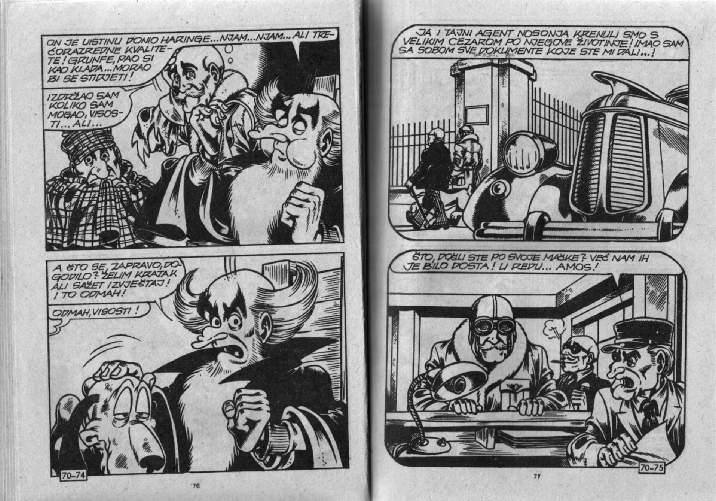 ON JE UISTINU DONIO HARINGE...NJAM...NJAM... ALI TRE-
ĆORAZREDNE KVALITE-
TE! GRUNFE, PAO SI
KAO KLADA... MORAO
BI SE STIDJETI!
IZDRŽAO SAM
KOLIKO SAM
MOGAO, VISOS-
TI... ALI...
A ŠTO SE, ZAPRAVO, DO-
GODILO? ŽELIM KRATAK
ALI SAŽET IZVJEŠTAJ!
I TO ODMAH!
ODMAH, VISOSTI!
70-74
76
JA I TAJNI AGENT NOSONJA KRENULI SMO S
VELIKIM CEZAROM PO NJEGOVE ŽIVOTINJE! IMAO SAM
SA SOBOM SVE DOKUMENTE KOJE STE MI DALI...!
ŠTO, DOŠLI STE PO SVOJE MAČKE? VEĆ NAM IH
JE BILO DOSTA! U REDU... AMOS!
70-75
77